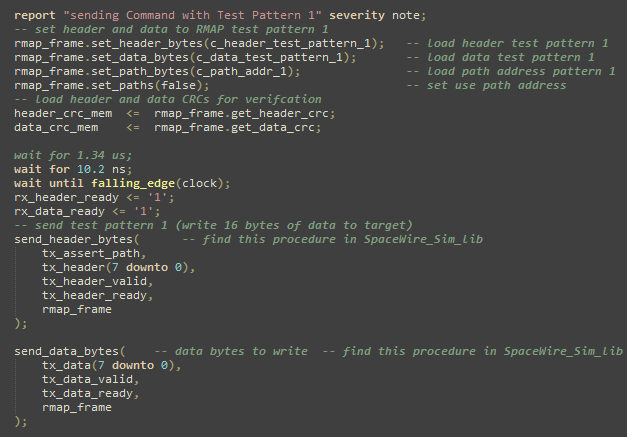 report "sending Command with Test Pattern 1" severity note;
-- set header and data to RMAP test pattern 1
rmap_frame.set_header_bytes(c_header_test_pattern_1);   -- load header test pattern 1
rmap_frame.set_data_bytes(c_data_test_pattern_1);       -- load data test pattern 1
rmap_frame.set_path_bytes(c_path_addr_1);               -- load path address pattern 1
rmap_frame.set_paths(false);                            -- set use path address
-- load header and data CRCs for verifcation
header_crc_mem  <=  rmap_frame.get_header_crc;
data_crc_mem    <=  rmap_frame.get_data_crc;

wait for 1.34 us;
wait for 10.2 ns;
wait until falling_edge(clock);
rx_header_ready <= '1';
rx_data_ready <= '1';
-- send test pattern 1 (write 16 bytes of data to target)
send_header_bytes(      -- find this procedure in SpaceWire_Sim_lib
    tx_assert_path,
    tx_header(7 downto 0),
    tx_header_valid,
    tx_header_ready,
    rmap_frame
);

send_data_bytes(    -- data bytes to write  -- find this procedure in SpaceWire_Sim_lib
    tx_data(7 downto 0),
    tx_data_valid,
    tx_data_ready,
    rmap_frame
);